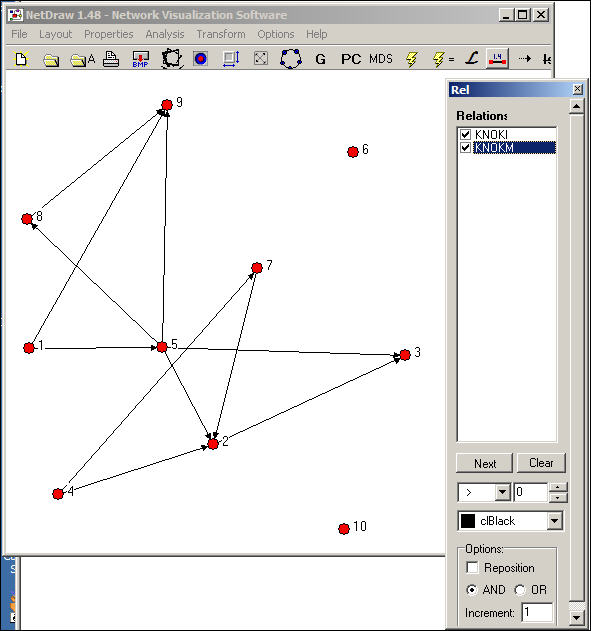 NetDraw 1.48 - Network Visualization Software
File Layout Properties Analysis Transform Options Help
A BMP G PC MDS = L 1.4
9
6
8
7
1
5
3
2
4
10
Rel
Relations
KNOKI
KNOKM
Next Clear
> 0
clBlack
Options:
Reposition
AND OR
Increment: 1